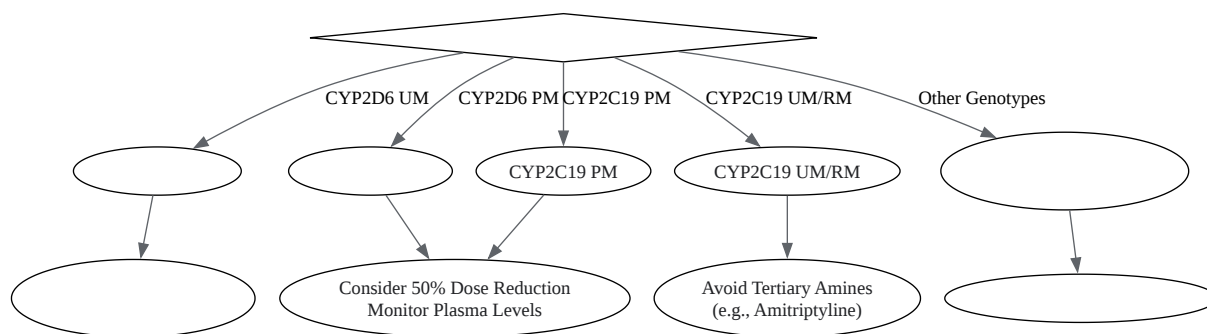 CYP2D6 UM
CYP2D6 PM
CYP2C19 PM
CYP2C19 UM/RM
Other Genotypes
CYP2C19 PM
CYP2C19 UM/RM
Consider 50% Dose Reduction
Monitor Plasma Levels
Avoid Tertiary Amines
(e.g., Amitriptyline)